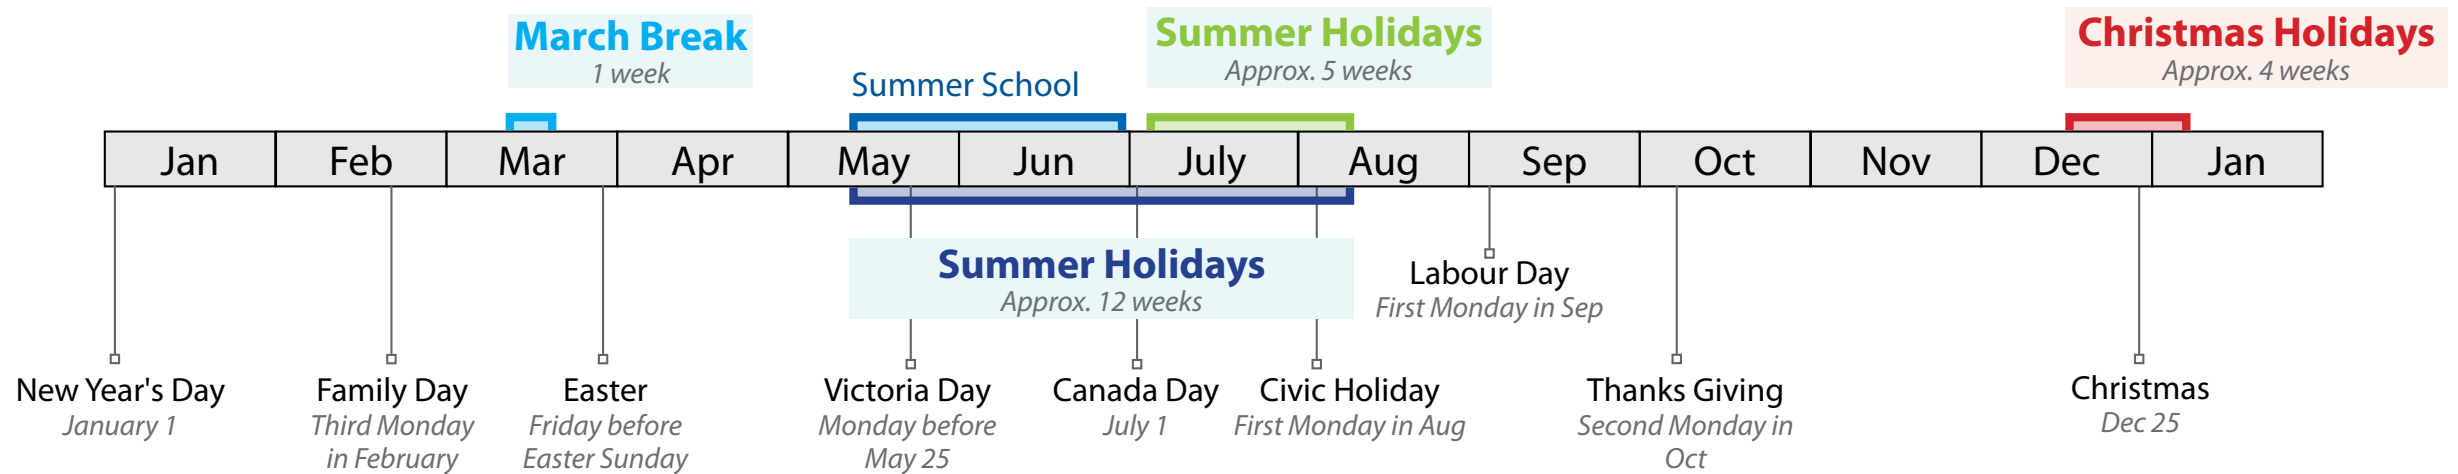 March Break
1 week
Summer School
Summer Holidays
Approx. 5 weeks
Christmas Holidays
Approx. 4 weeks
Jan Feb Mar Apr May Jun July Aug Sep Oct Nov Dec Jan
Summer Holidays
Approx. 12 weeks
Labour Day
First Monday in Sep
New Year's Day
January 1
Family Day
Third Monday
in February
Easter
Friday before
Easter Sunday
Victoria Day
Monday before
May 25
Canada Day
July 1
Civic Holiday
First Monday in Aug
Thanks Giving
Second Monday in
Oct
Christmas
Dec 25